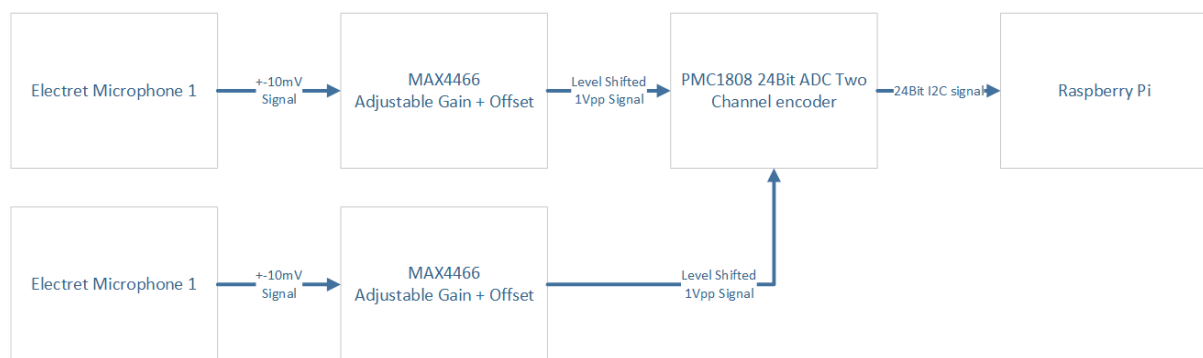 Electret Microphone 1
+-10mV
Signal
MAX4466
Adjustable Gain + Offset
Level Shifted
1Vpp Signal
PMC1808 24Bit ADC Two
Channel encoder
24Bit I2C signal
Raspberry Pi
Electret Microphone 1
+-10mV
Signal
MAX4466
Adjustable Gain + Offset
Level Shifted
1Vpp Signal